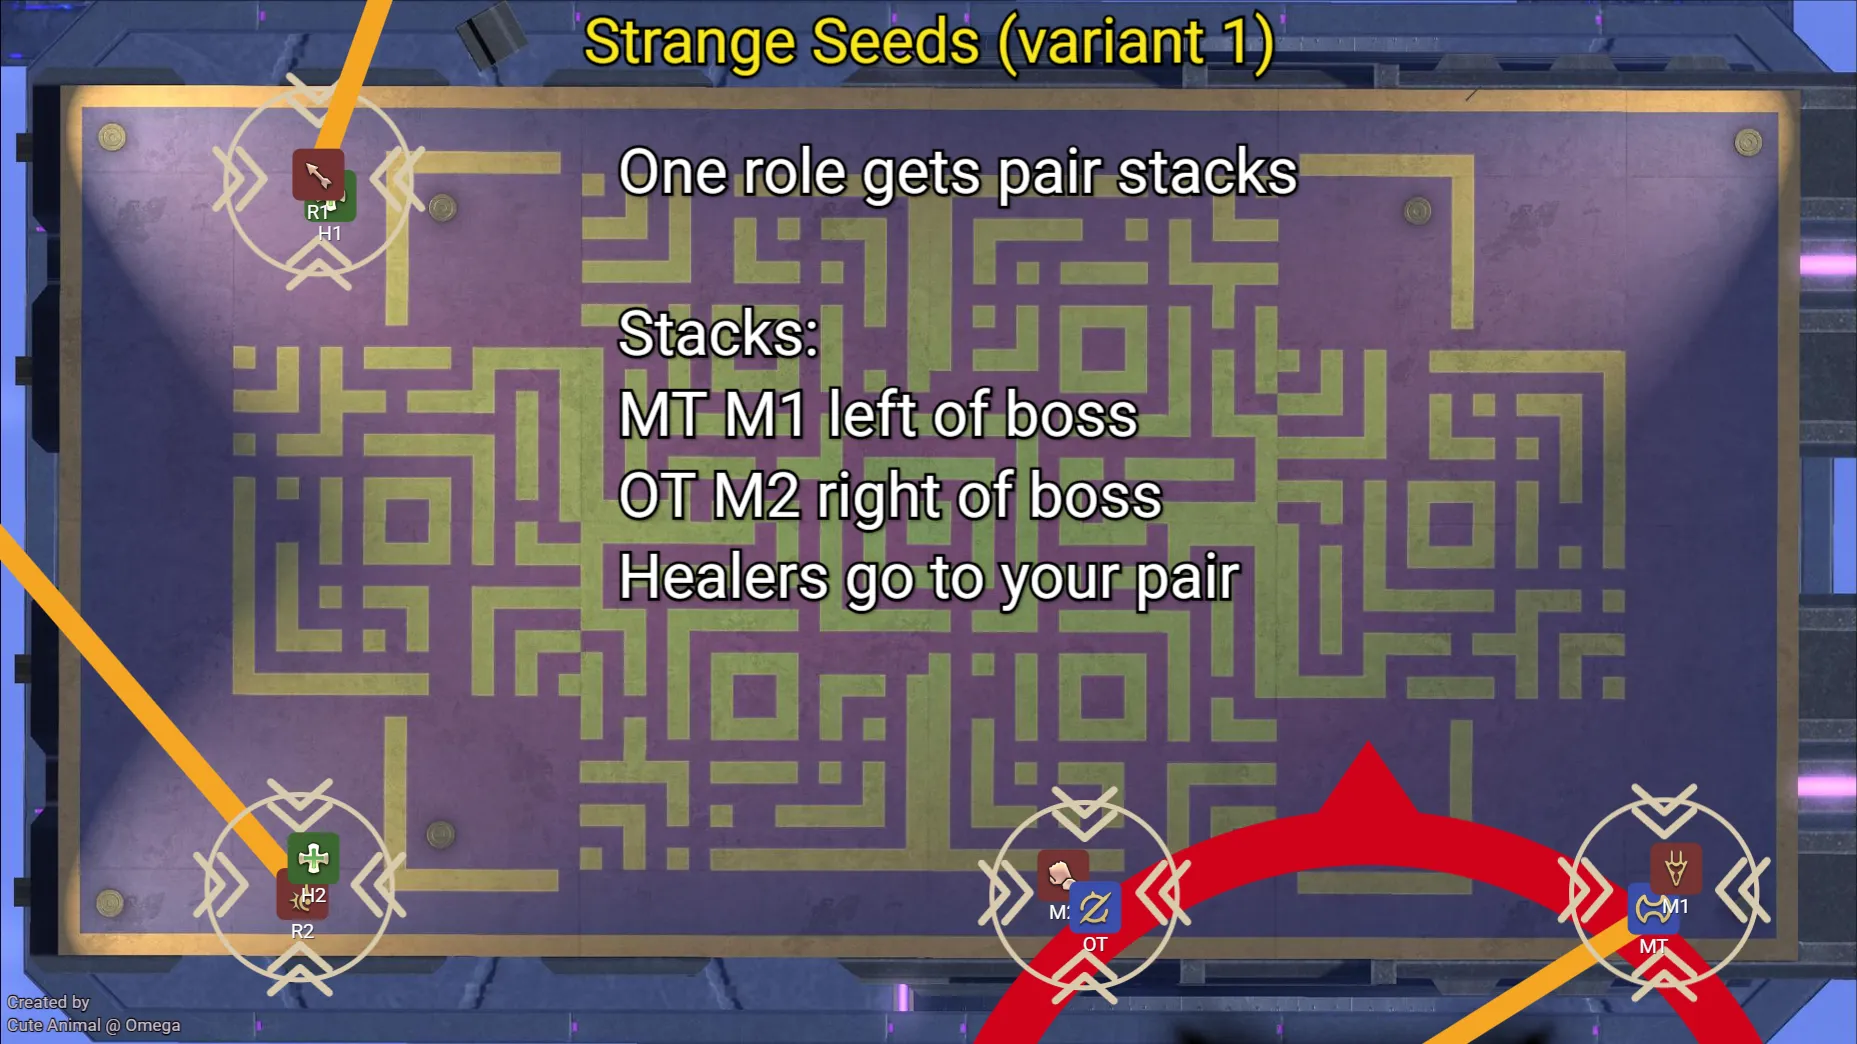 Strange Seeds (variant 1)
One role gets pair stacks
R1
H1
Stacks:
MT M1 left of boss
OT M2 right of boss
Healers go to your pair
H2
R2
M2
OT
M1
MT
Created by
Cute Animal @ Omega